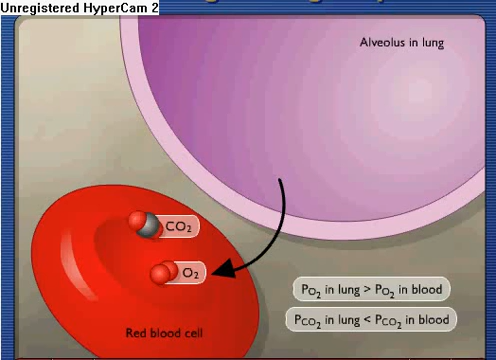 Unregistered HyperCam 2
Alveolus in lung
CO₂
O₂
PO₂ in lung > PO₂ in blood
PCO₂ in lung < PCO₂ in blood
Red blood cell